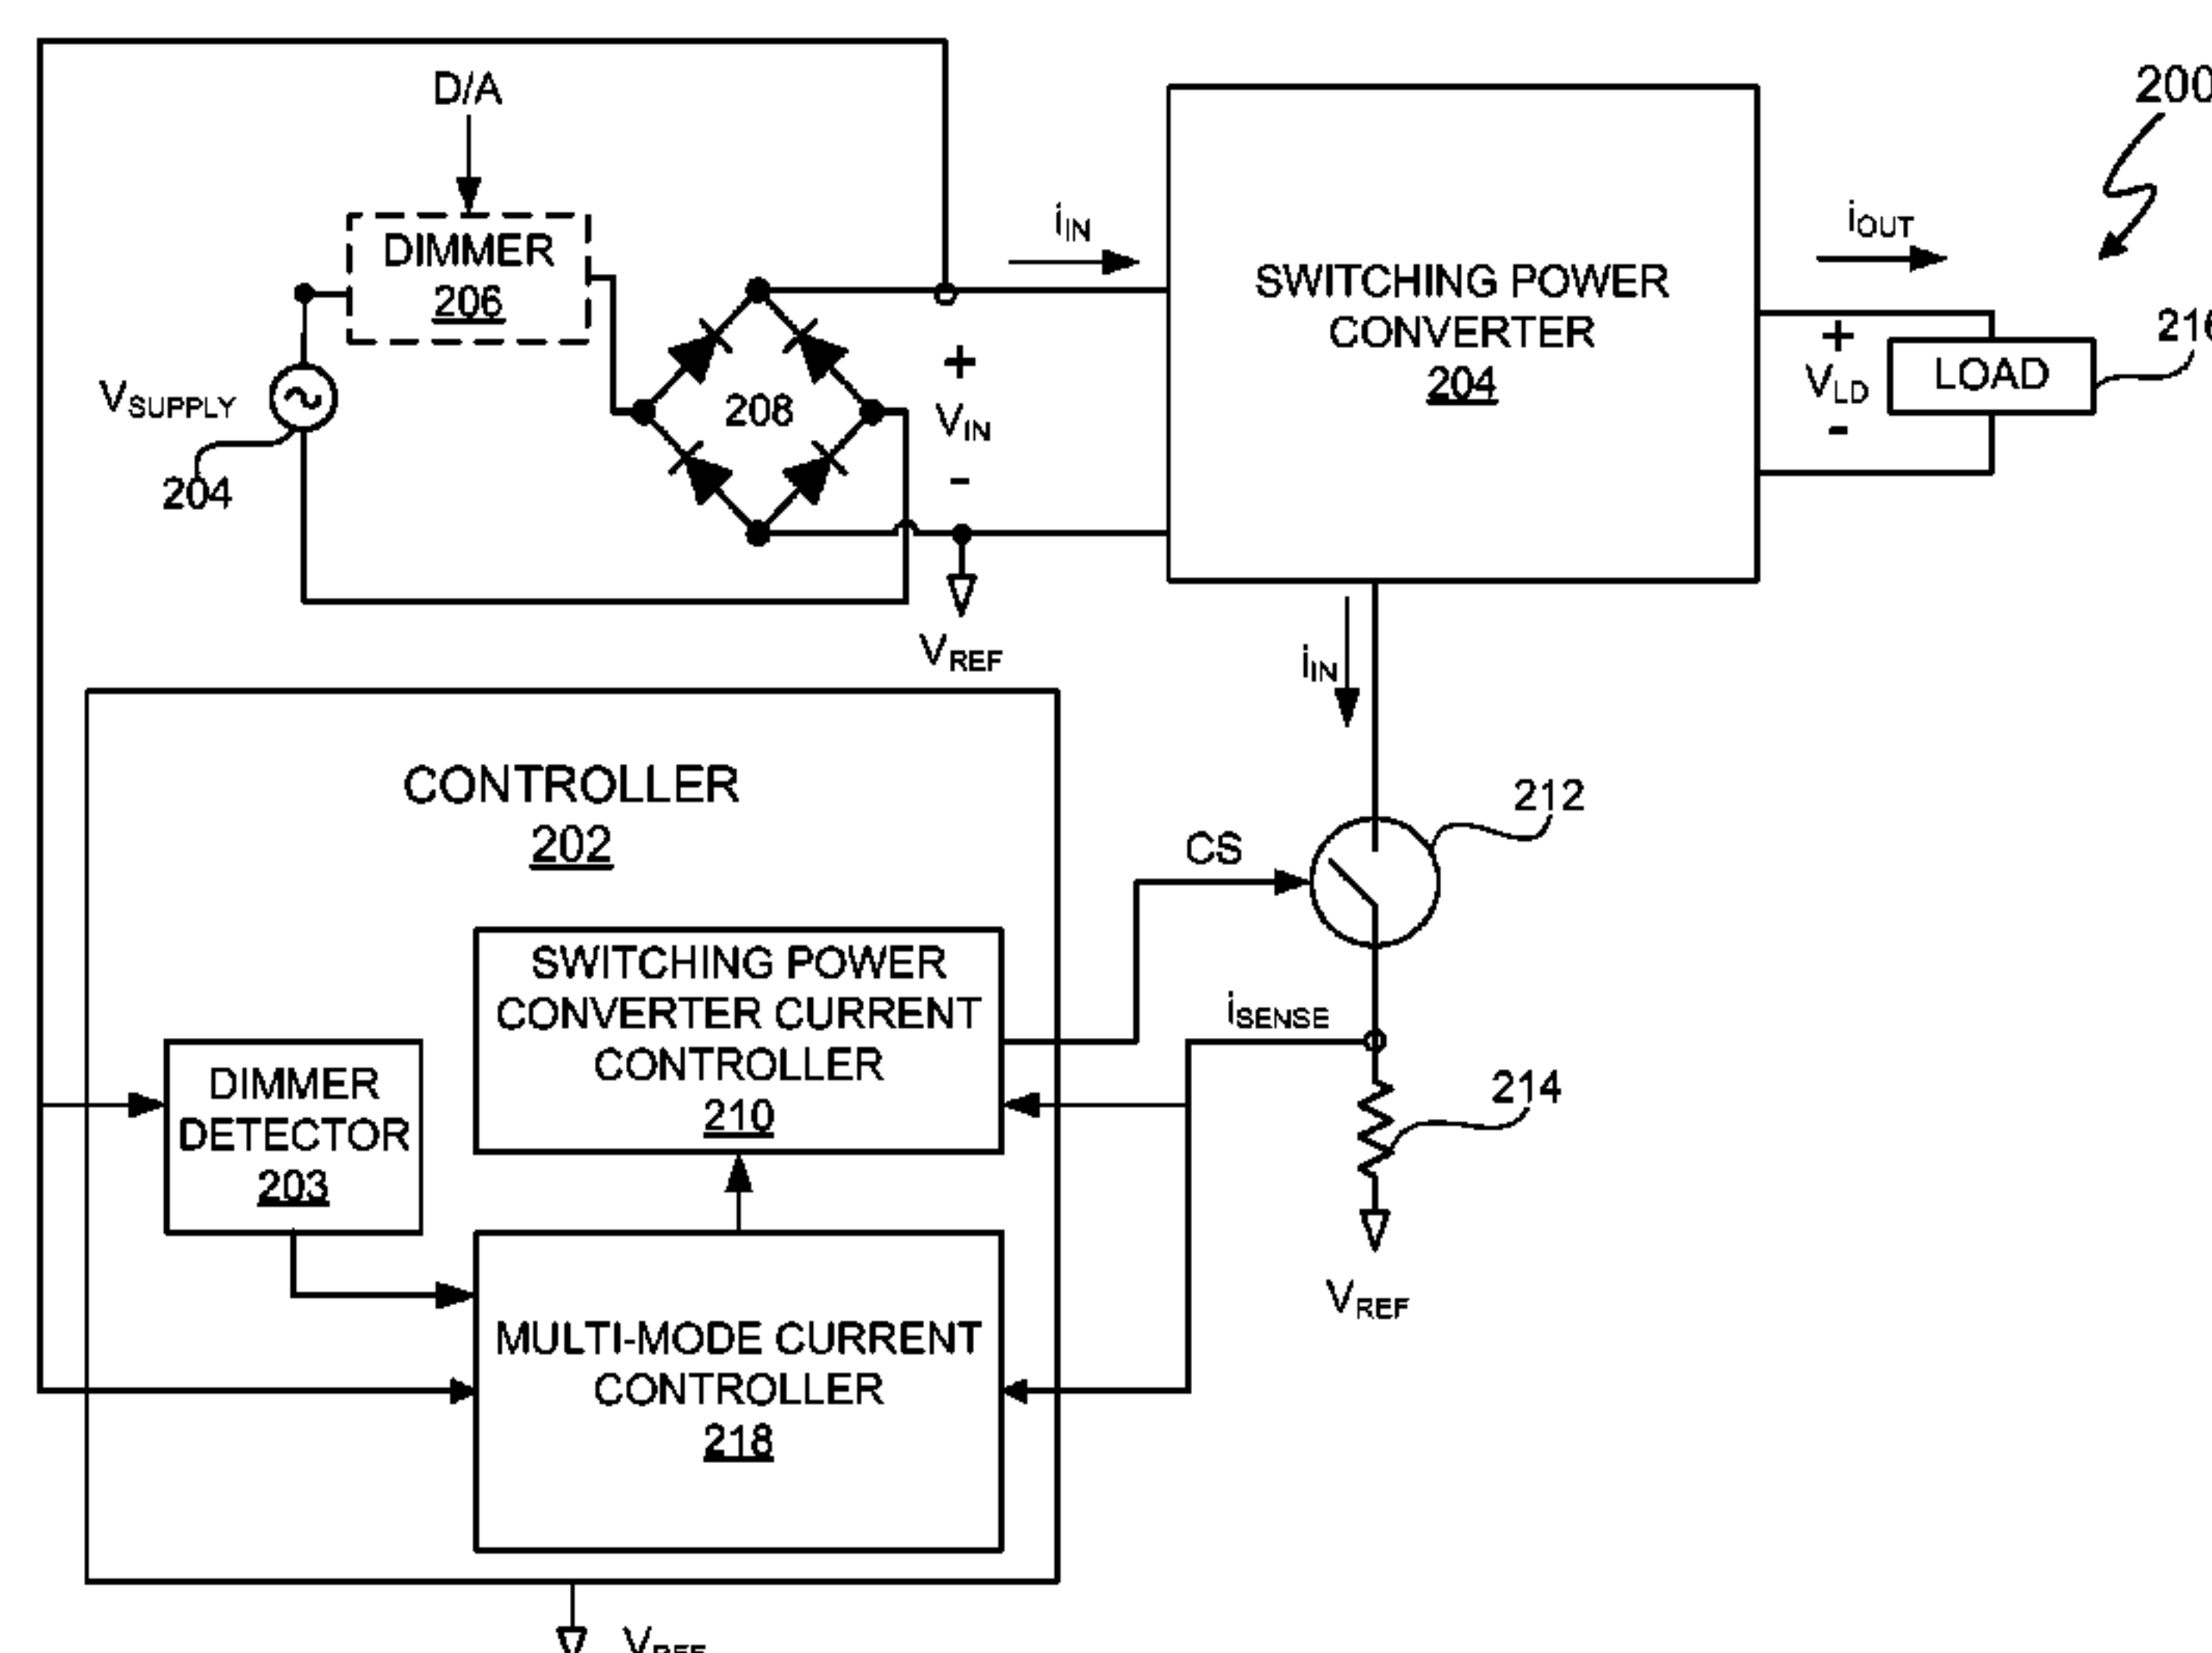 D/A
200
DIMMER
206
iIN
iOUT
SWITCHING POWER
CONVERTER
204
+
VLD
-
LOAD
VSUPPLY
204
208
+
VIN
-
VREF
iIN
CONTROLLER
202
212
CS
SWITCHING POWER
CONVERTER CURRENT
CONTROLLER
210
iSENSE
DIMMER
DETECTOR
203
214
VREF
MULTI-MODE CURRENT
CONTROLLER
218
VREF